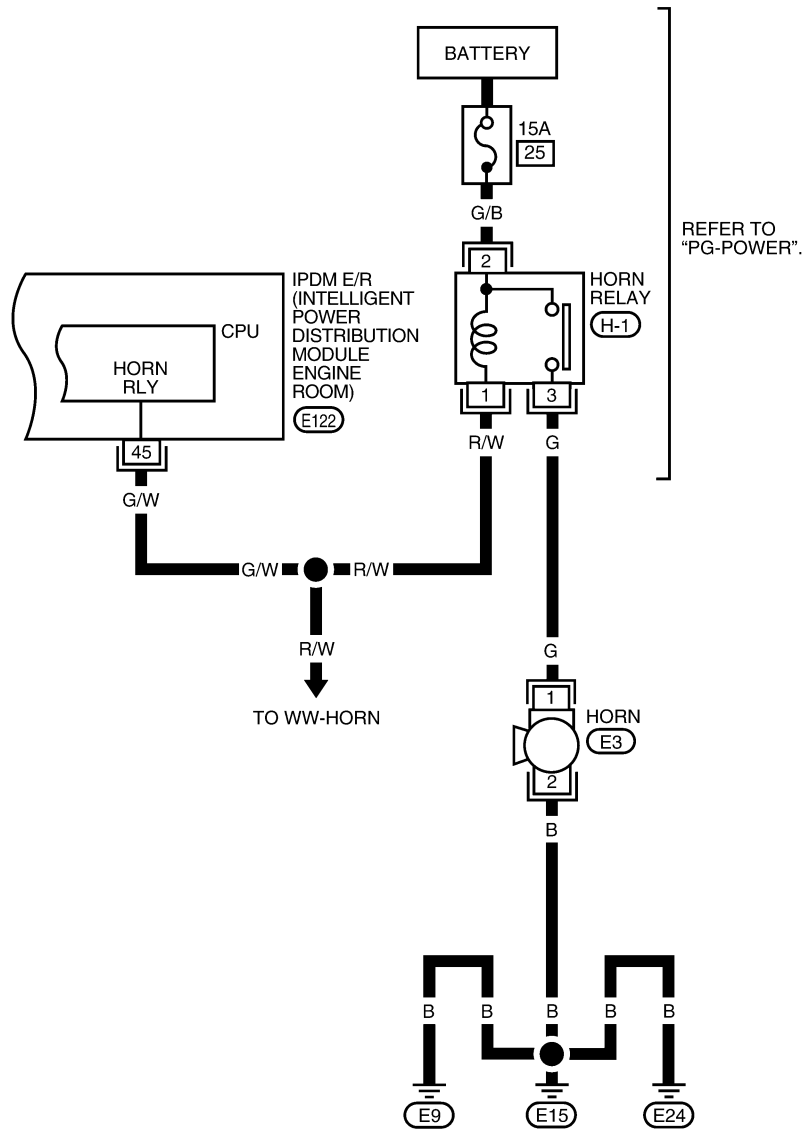 BATTERY
15A
25
G/B
REFER TO
“PG-POWER”.
2
HORN
RELAY
H-1
IPDM E/R
(INTELLIGENT
POWER
DISTRIBUTION
MODULE
ENGINE
ROOM)
E122
CPU
HORN
RLY
1
3
45
R/W
G
G/W
G/W
R/W
R/W
G
TO WW-HORN
1
HORN
E3
2
B
B
B
B
B
B
E9
E15
E24